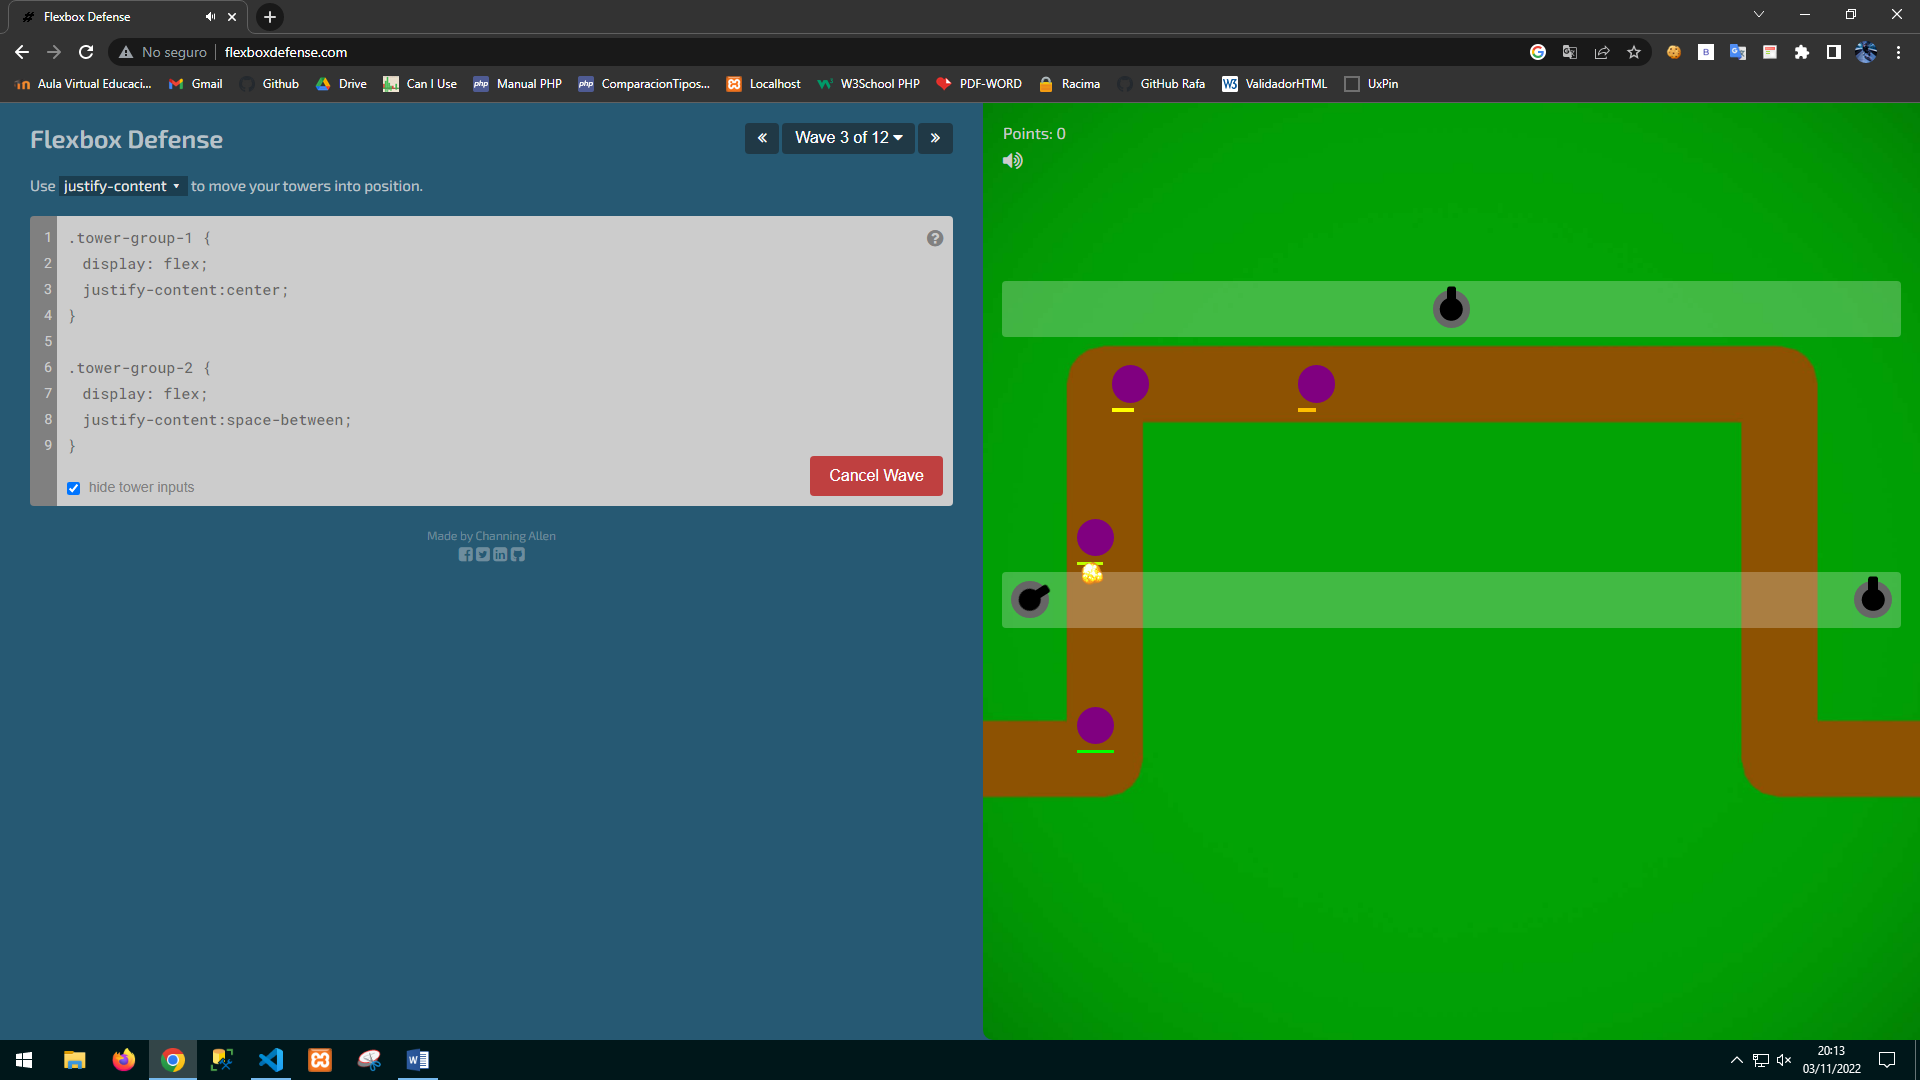 Flexbox Defense
No seguro flexboxdefense.com
Aula Virtual Educaci... Gmail Github Drive Can I Use php Manual PHP php ComparacionTipos... Localhost W3School PHP PDF-WORD Racima GitHub Rafa W3 ValidadorHTML UxPin
Flexbox Defense
Wave 3 of 12
Points: 0
Use justify-content to move your towers into position.
1 .tower-group-1 {
2 display: flex;
3 justify-content:center;
4 }
5
6 .tower-group-2 {
7 display: flex;
8 justify-content:space-between;
9 }
hide tower inputs
Cancel Wave
Made by Channing Allen
20:13
03/11/2022